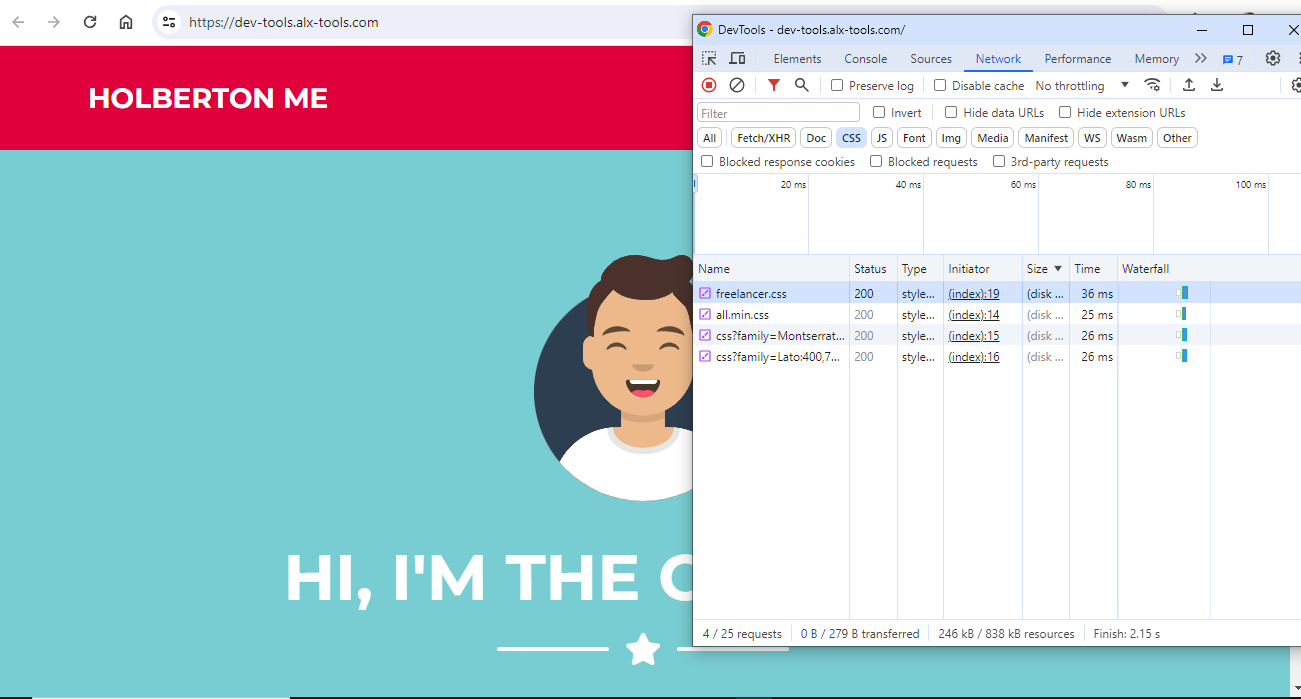 https://dev-tools.alx-tools.com
HOLBERTON ME
HI, I'M THE
DevTools - dev-tools.alx-tools.com/
Elements Console Sources Network Performance Memory 7
Preserve log Disable cache No throttling
Filter Invert Hide data URLs Hide extension URLs
All Fetch/XHR Doc CSS JS Font Img Media Manifest WS Wasm Other
Blocked response cookies Blocked requests 3rd-party requests
20 ms 40 ms 60 ms 80 ms 100 ms
Name Status Type Initiator Size Time Waterfall
freelancer.css 200 style... (index):19 (disk ... 36 ms
all.min.css 200 style... (index):14 (disk ... 25 ms
css?family=Montserrat... 200 style... (index):15 (disk ... 26 ms
css?family=Lato:400,7... 200 style... (index):16 (disk ... 26 ms
4 / 25 requests 0 B / 279 B transferred 246 kB / 838 kB resources Finish: 2.15 s